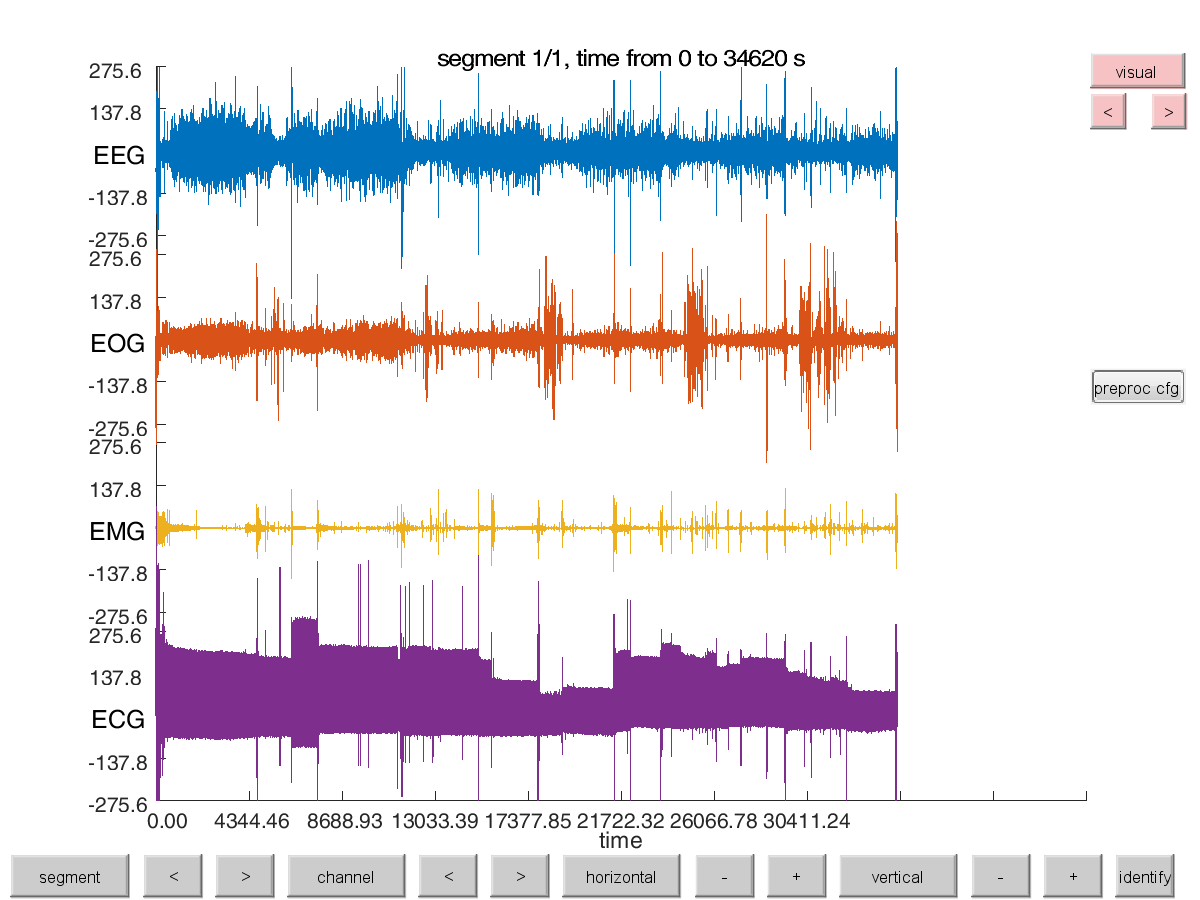 segment 1/1, time from 0 to 34620 s
visual
< >
275.6
137.8
EEG
-137.8
-275.6
275.6
137.8
EOG
-137.8
preproc cfg
-275.6
275.6
137.8
EMG
-137.8
-275.6
275.6
137.8
ECG
-137.8
-275.6
0.00 4344.46 8688.93 13033.39 17377.85 21722.32 26066.78 30411.24
time
segment < > channel < > horizontal - + vertical - + identify